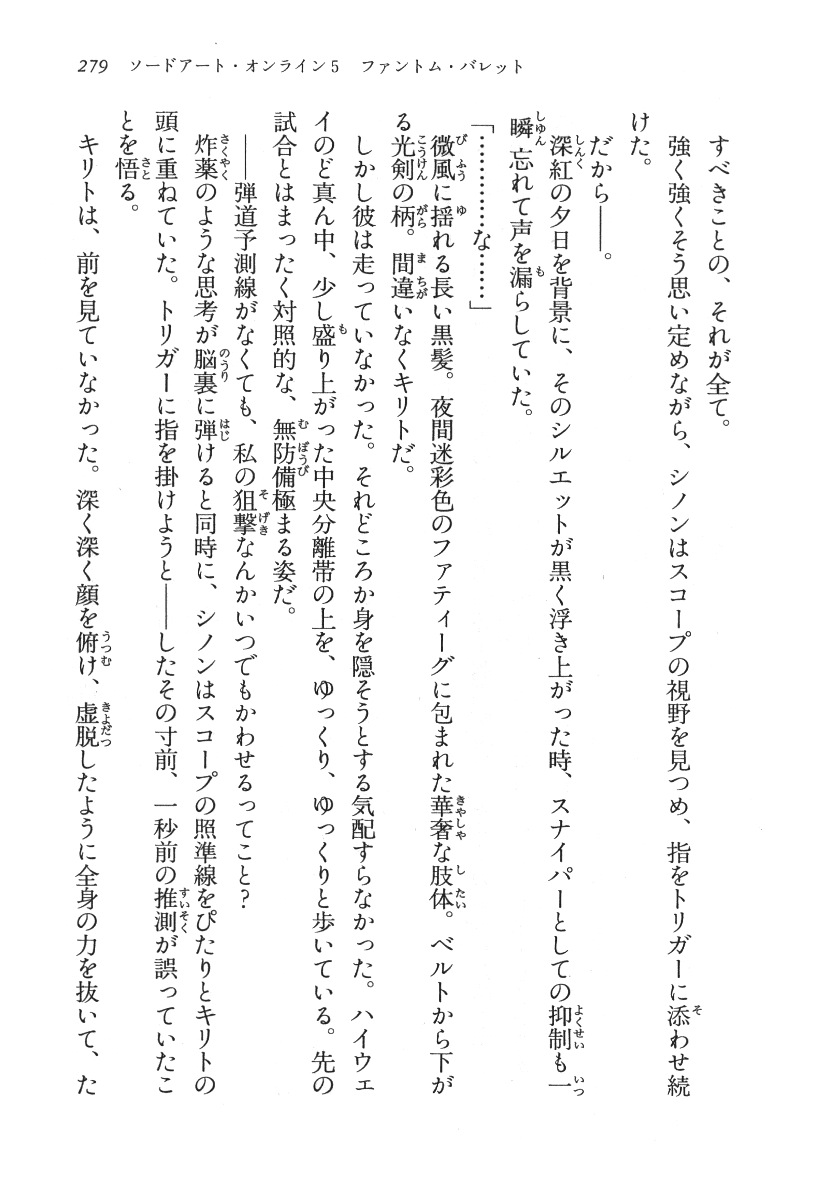 279 ソードアート・オンライン5 ファントム・バレット
すべきことの、それが全て。
強く強くそう思い定めながら、シノンはスコープの視野を見つめ、指をトリガーに添わせ続
けた。
だから――。
深紅の夕日を背景に、そのシルエットが黒く浮き上がった時、スナイパーとしての抑制も一
瞬忘れて声を漏らしていた。
「…………な……」
微風に揺れる長い黒髪。夜間迷彩色のファティーグに包まれた華奢な肢体。ベルトから下が
る光剣の柄。間違いなくキリトだ。
しかし彼は走っていなかった。それどころか身を隠そうとする気配すらなかった。ハイウェ
イのど真ん中、少し盛り上がった中央分離帯の上を、ゆっくり、ゆっくりと歩いている。先の
試合とはまったく対照的な、無防備極まる姿だ。
――弾道予測線がなくても、私の狙撃なんかいつでもかわせるってこと?
炸薬のような思考が脳裏に弾けると同時に、シノンはスコープの照準線をぴたりとキリトの
頭に重ねていた。トリガーに指を掛けようと――したその寸前、一秒前の推測が誤っていたこ
とを悟る。
キリトは、前を見ていなかった。深く深く顔を俯け、虚脱したように全身の力を抜いて、た